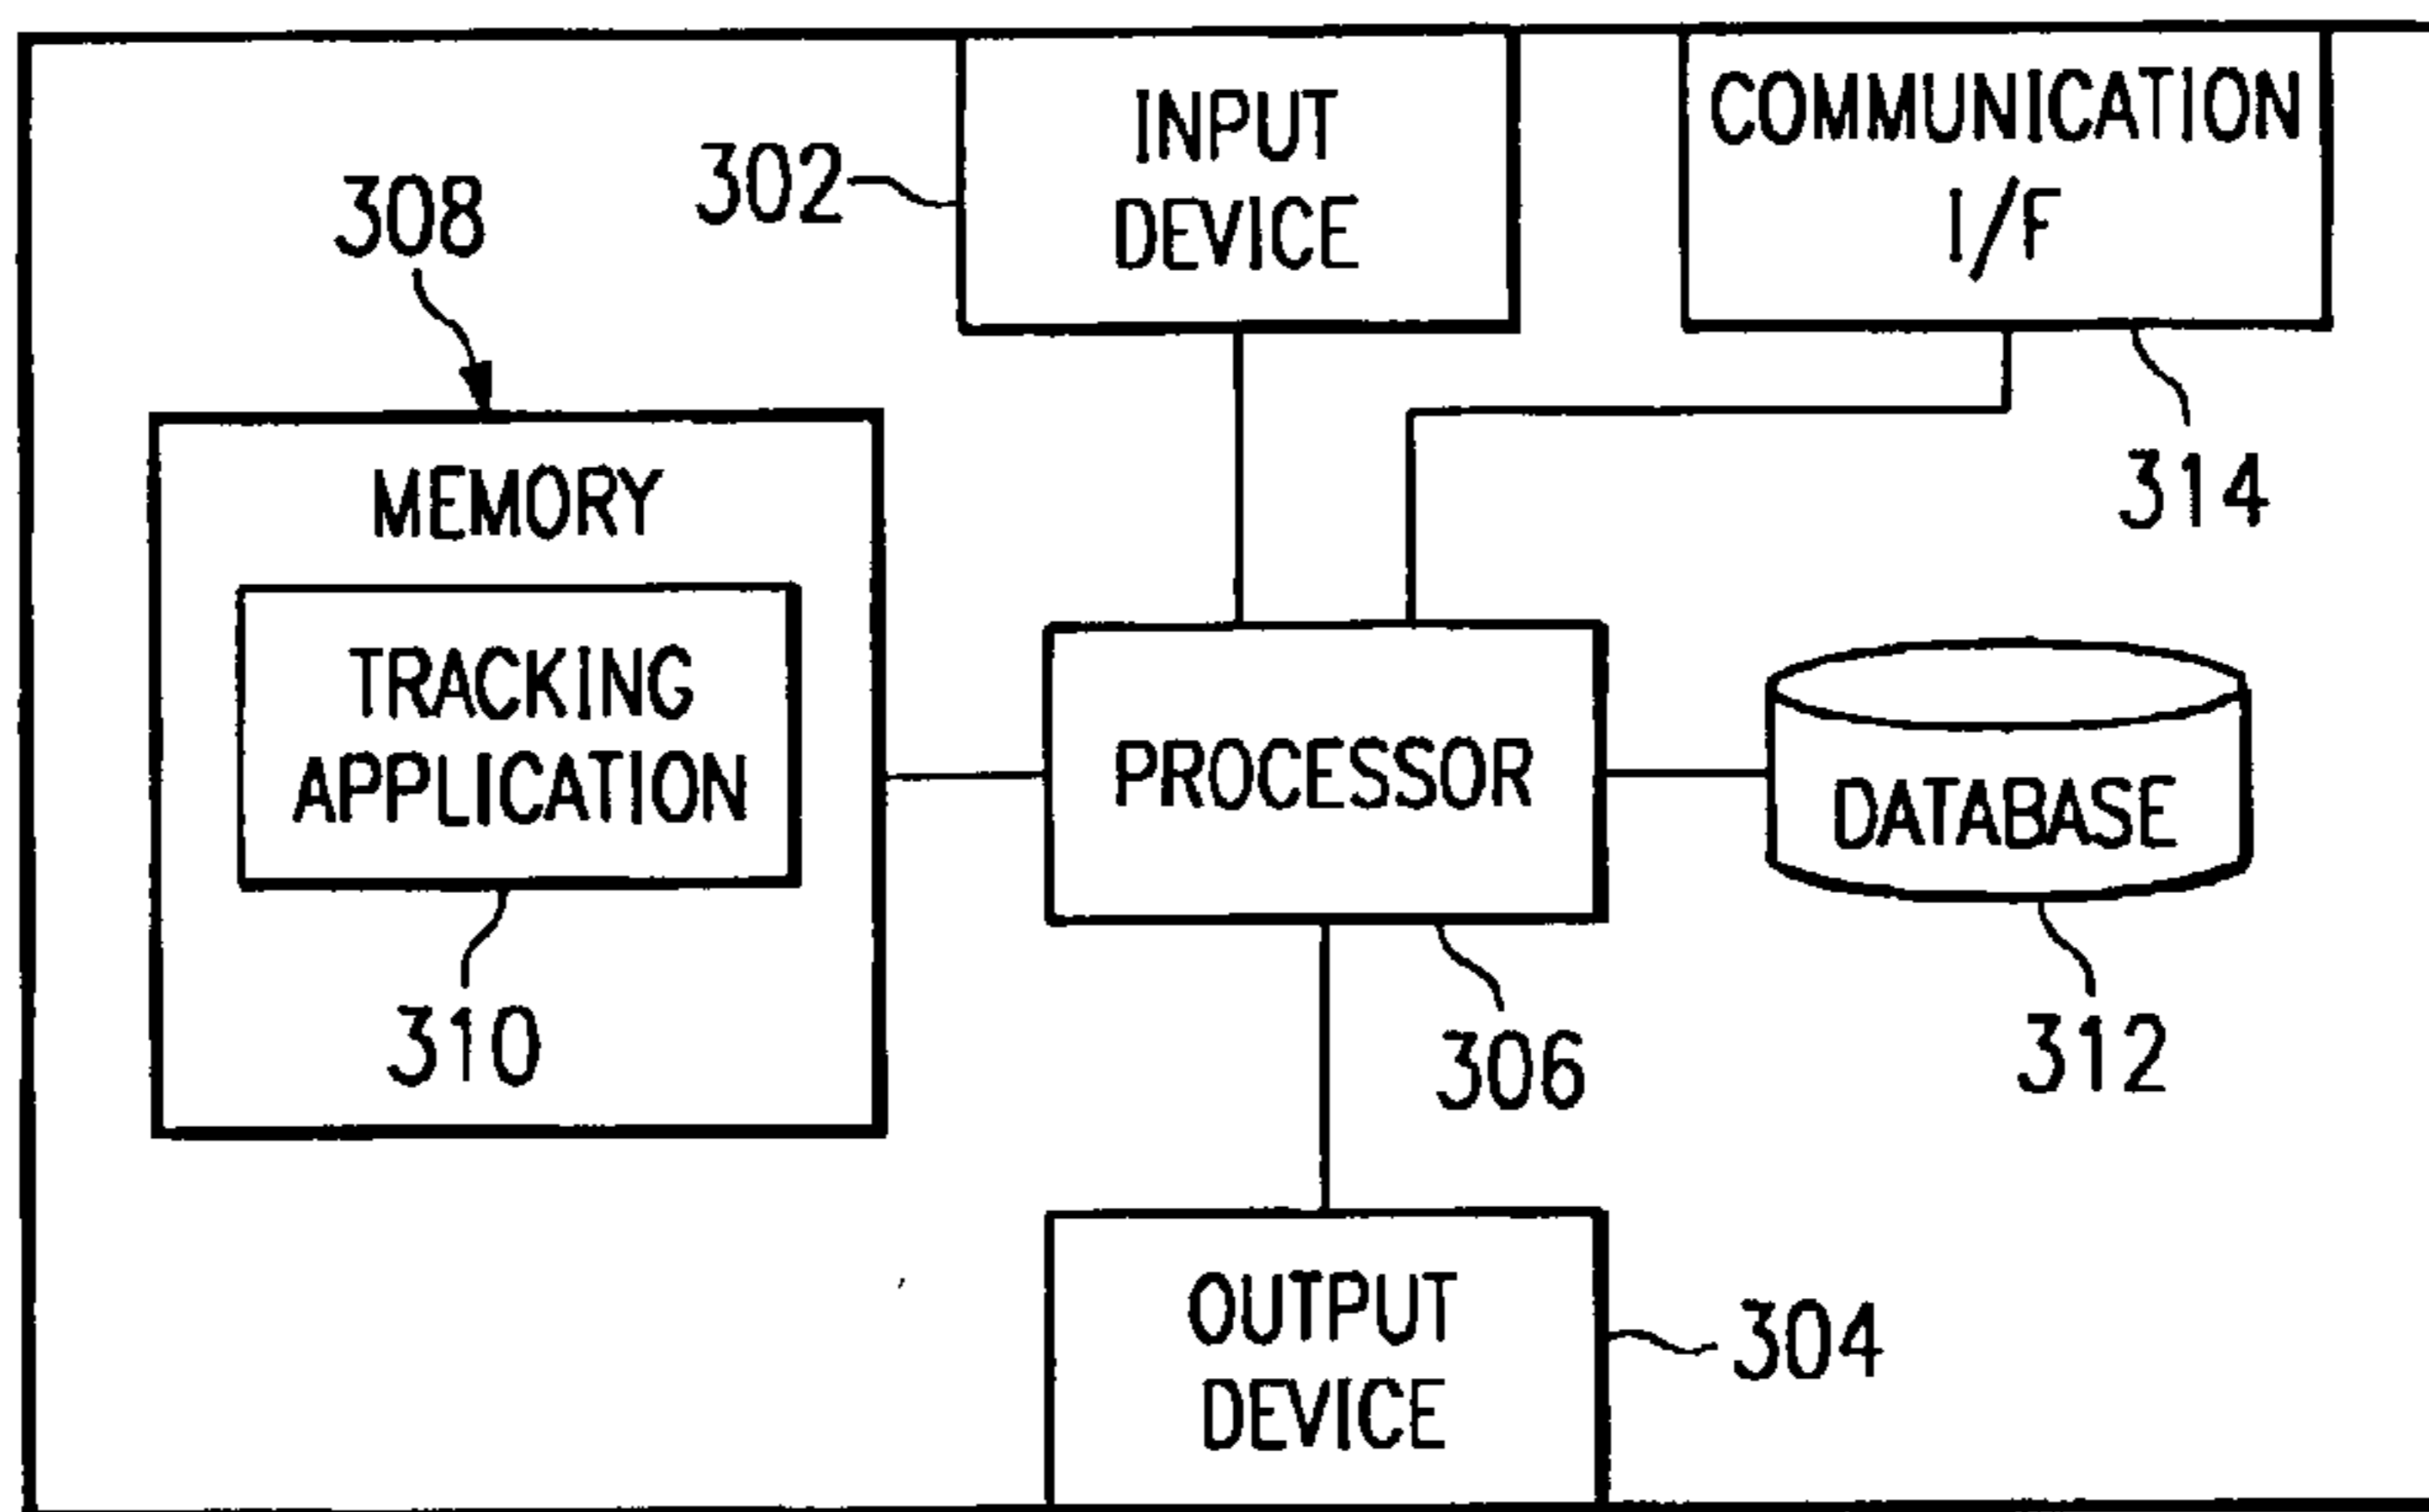 INPUT
DEVICE
302
COMMUNICATION
I/F
314
308
MEMORY
TRACKING
APPLICATION
310
PROCESSOR
306
DATABASE
312
OUTPUT
DEVICE
304